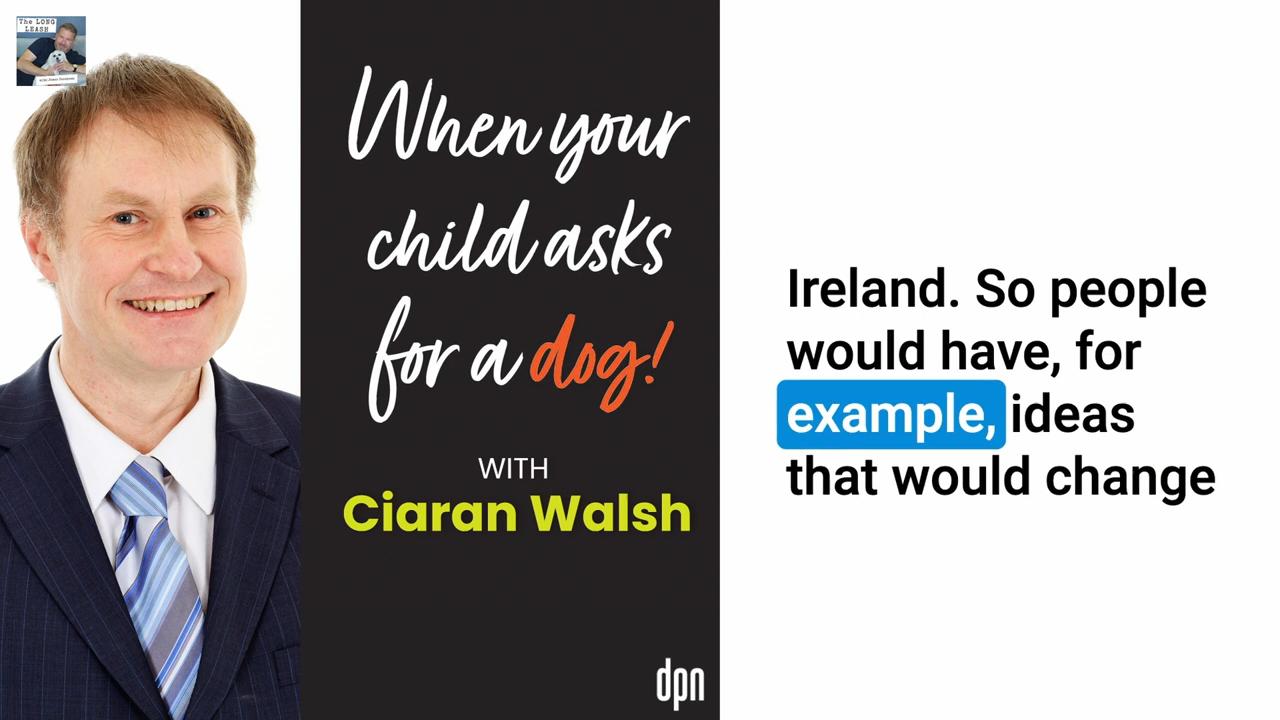 The LONG
LEASH
When your
child asks
for a dog!
WITH
Ciaran Walsh
dpn
Ireland. So people
would have, for
example, ideas
that would change